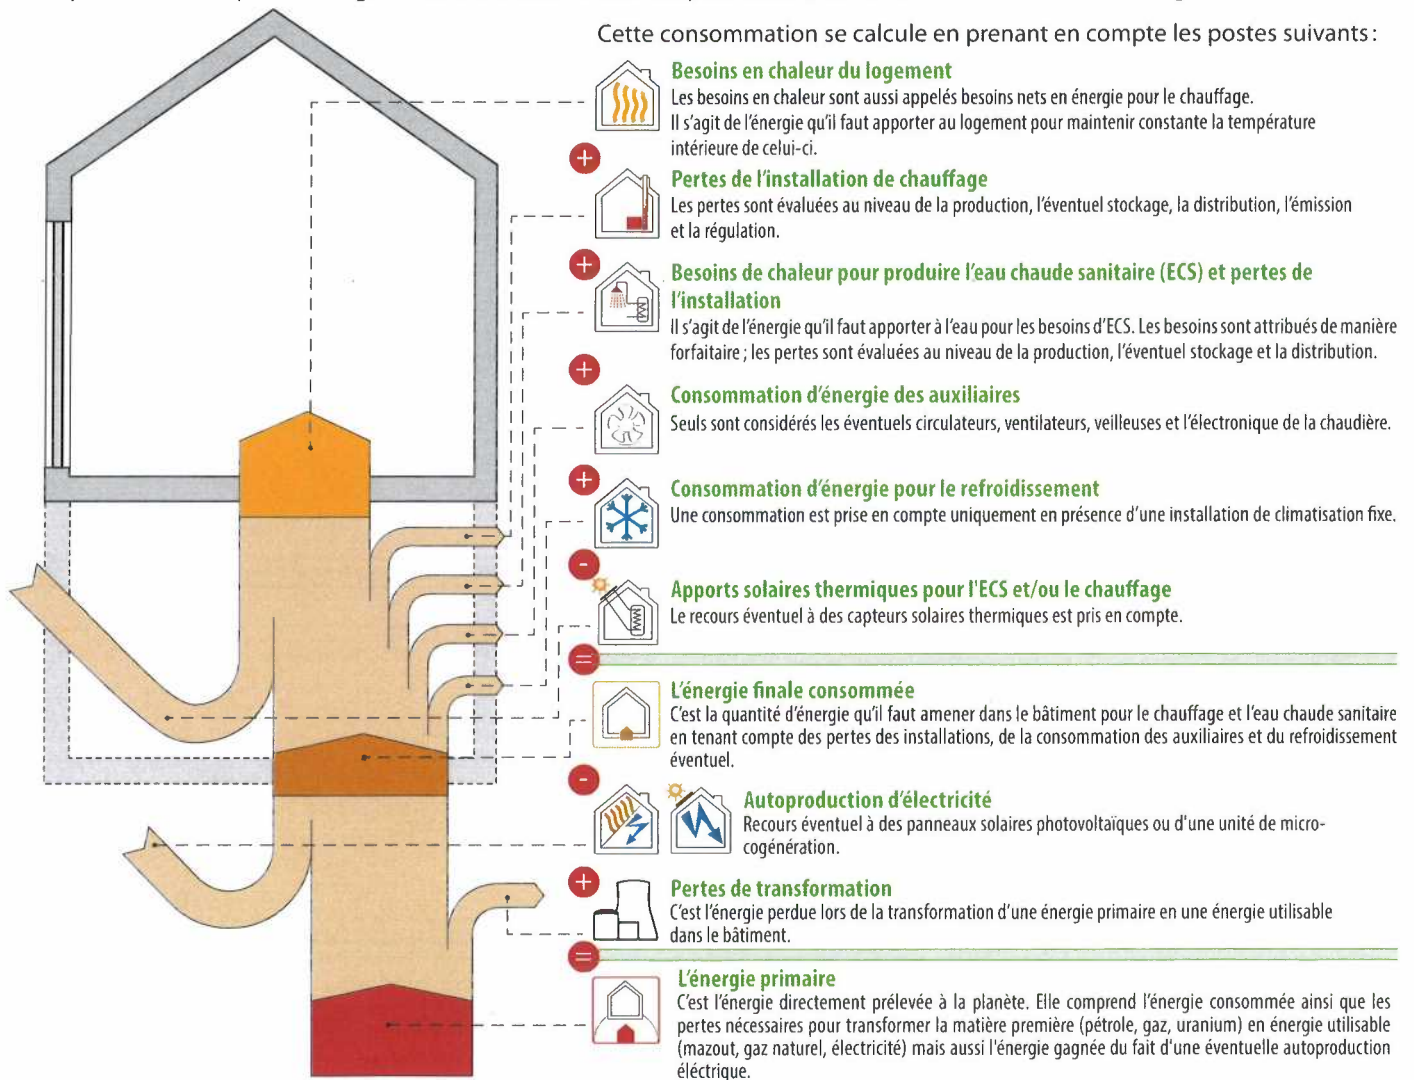 Cette consommation se calcule en prenant en compte les postes suivants :
Besoins en chaleur du logement
Les besoins en chaleur sont aussi appelés besoins nets en énergie pour le chauffage.
Il s'agit de l'énergie qu'il faut apporter au logement pour maintenir constante la température
intérieure de celui-ci.
+
Pertes de l'installation de chauffage
Les pertes sont évaluées au niveau de la production, l'éventuel stockage, la distribution, l'émission
et la régulation.
+
Besoins de chaleur pour produire l'eau chaude sanitaire (ECS) et pertes de
l'installation
Il s'agit de l'énergie qu'il faut apporter à l'eau pour les besoins d'ECS. Les besoins sont attribués de manière
forfaitaire ; les pertes sont évaluées au niveau de la production, l'éventuel stockage et la distribution.
+
Consommation d'énergie des auxiliaires
Seuls sont considérés les éventuels circulateurs, ventilateurs, veilleuses et l'électronique de la chaudière.
+
Consommation d'énergie pour le refroidissement
Une consommation est prise en compte uniquement en présence d'une installation de climatisation fixe.
-
Apports solaires thermiques pour l'ECS et/ou le chauffage
Le recours éventuel à des capteurs solaires thermiques est pris en compte.
=
L'énergie finale consommée
C'est la quantité d'énergie qu'il faut amener dans le bâtiment pour le chauffage et l'eau chaude sanitaire
en tenant compte des pertes des installations, de la consommation des auxiliaires et du refroidissement
éventuel.
-
Autoproduction d'électricité
Recours éventuel à des panneaux solaires photovoltaïques ou d'une unité de micro-
cogénération.
+
Pertes de transformation
C'est l'énergie perdue lors de la transformation d'une énergie primaire en une énergie utilisable
dans le bâtiment.
=
L'énergie primaire
C'est l'énergie directement prélevée à la planète. Elle comprend l'énergie consommée ainsi que les
pertes nécessaires pour transformer la matière première (pétrole, gaz, uranium) en énergie utilisable
(mazout, gaz naturel, électricité) mais aussi l'énergie gagnée du fait d'une éventuelle autoproduction
éléctrique.